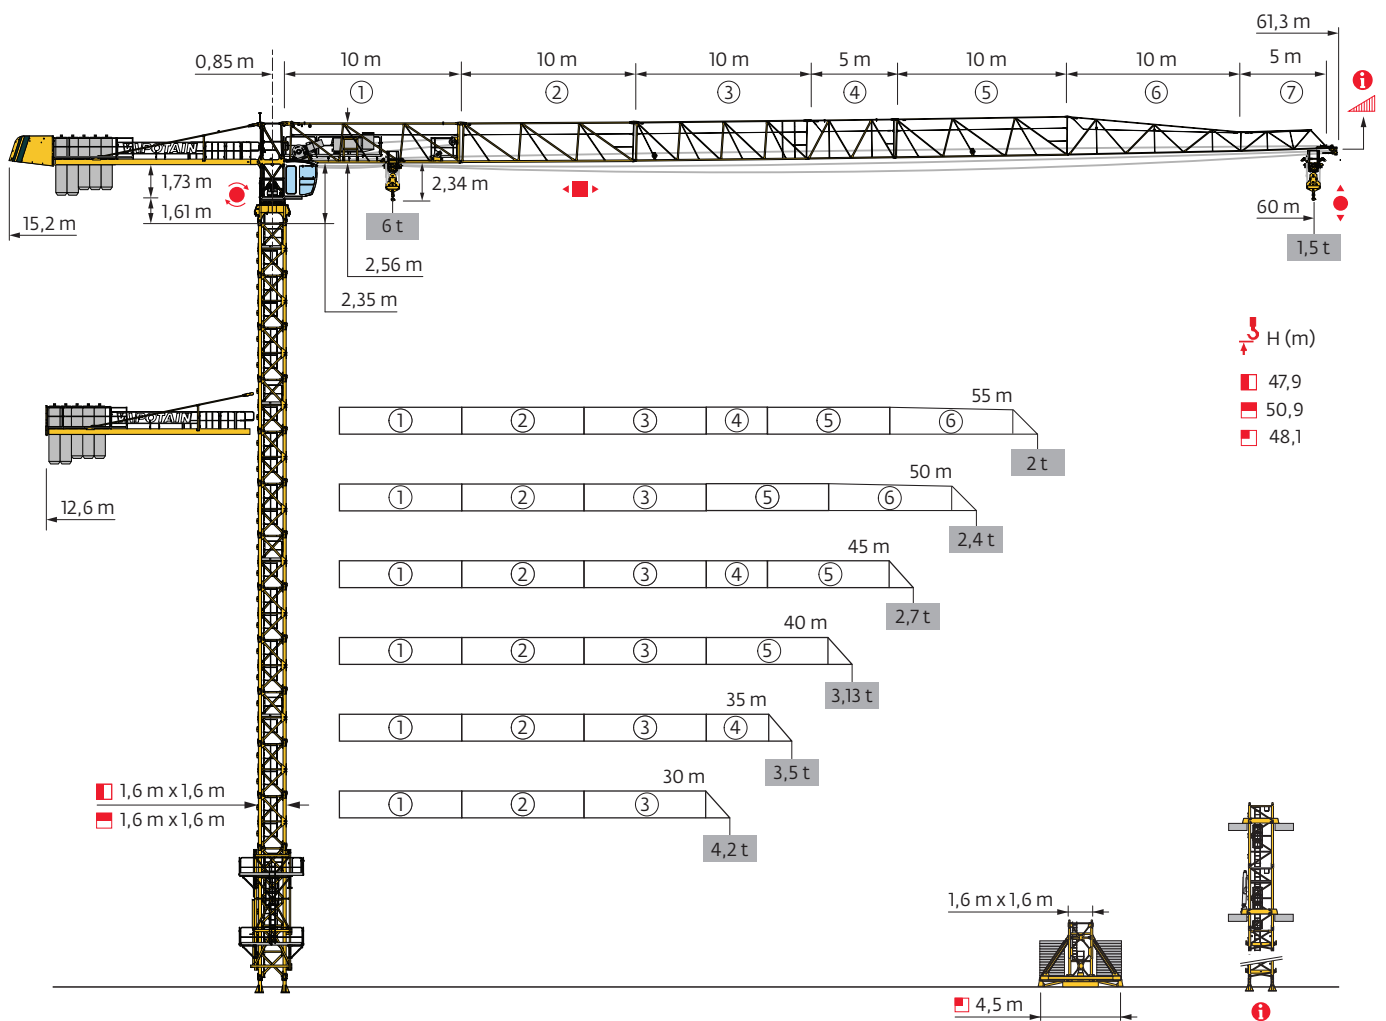 61,3 m
0,85 m
10 m
10 m
10 m
5 m
10 m
10 m
5 m
1
2
3
4
5
6
7
i
POTAIN
1,73 m
2,34 m
1,61 m
15,2 m
6 t
60 m
1,5 t
2,56 m
2,35 m
H (m)
47,9
50,9
48,1
POTAIN
12,6 m
55 m
1 2 3 4 5 6
2 t
50 m
1 2 3 5 6
2,4 t
45 m
1 2 3 4 5
2,7 t
40 m
1 2 3 5
3,13 t
35 m
1 2 3 4
3,5 t
30 m
1 2 3
4,2 t
1,6 m x 1,6 m
1,6 m x 1,6 m
1,6 m x 1,6 m
4,5 m
i